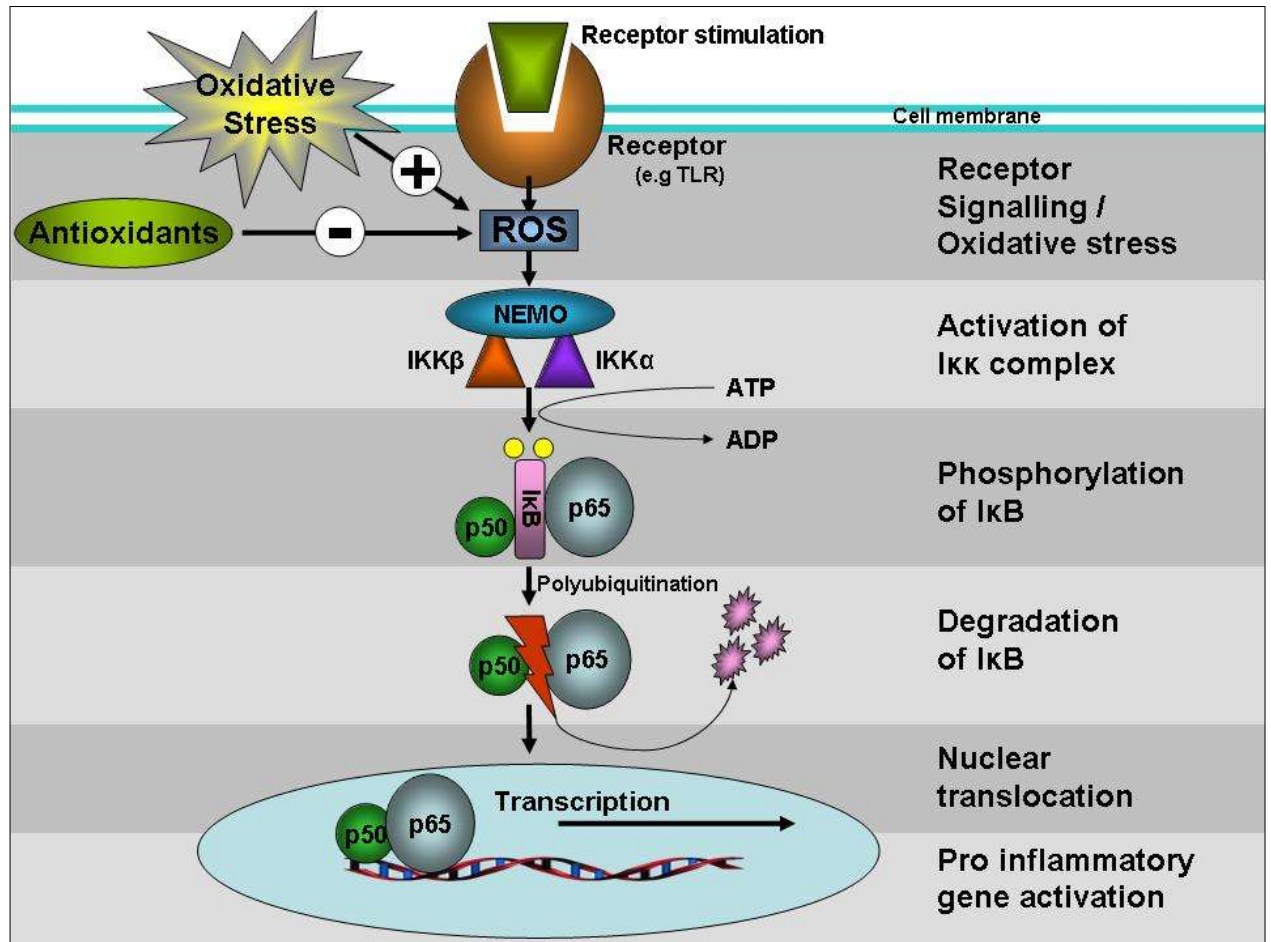 Oxidative
Stress
Receptor stimulation
Cell membrane
Receptor
(e.g TLR)
Receptor
Signalling /
Oxidative stress
Antioxidants
+
-
ROS
NEMO
IKKβ
IKKα
Activation of
Iκκ complex
ATP
ADP
p50
IκB
p65
Phosphorylation
of IκB
Polyubiquitination
p50
p65
Degradation
of IκB
Nuclear
translocation
Transcription
p50
p65
Pro inflammatory
gene activation